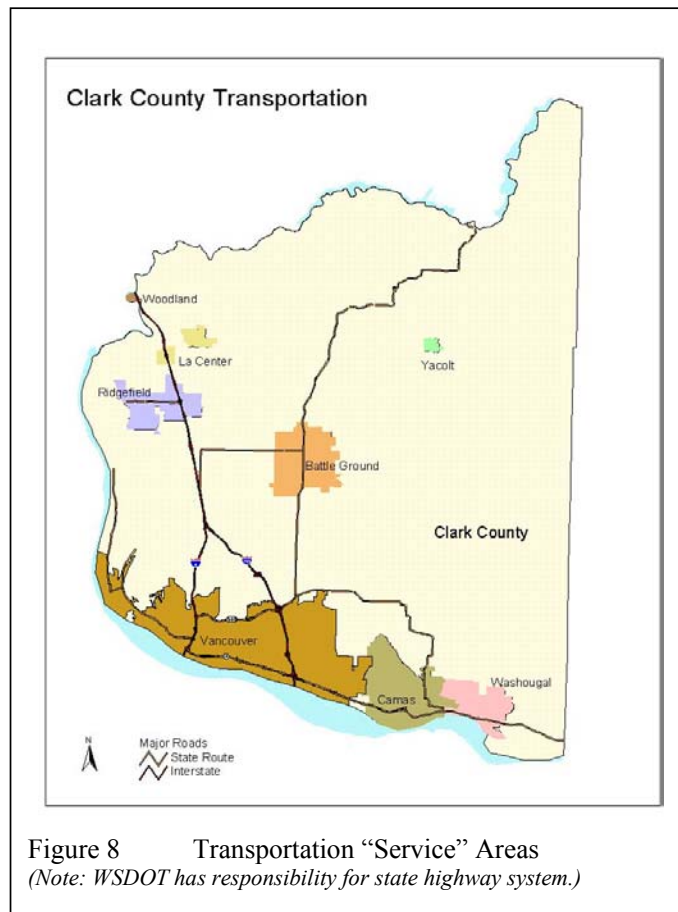 Clark County Transportation
Woodland
La Center
Yacolt
Ridgefield
Battle Ground
Clark County
Vancouver
Washougal
Camas
N
Major Roads
State Route
Interstate
Figure 8 Transportation “Service” Areas
(Note: WSDOT has responsibility for state highway system.)